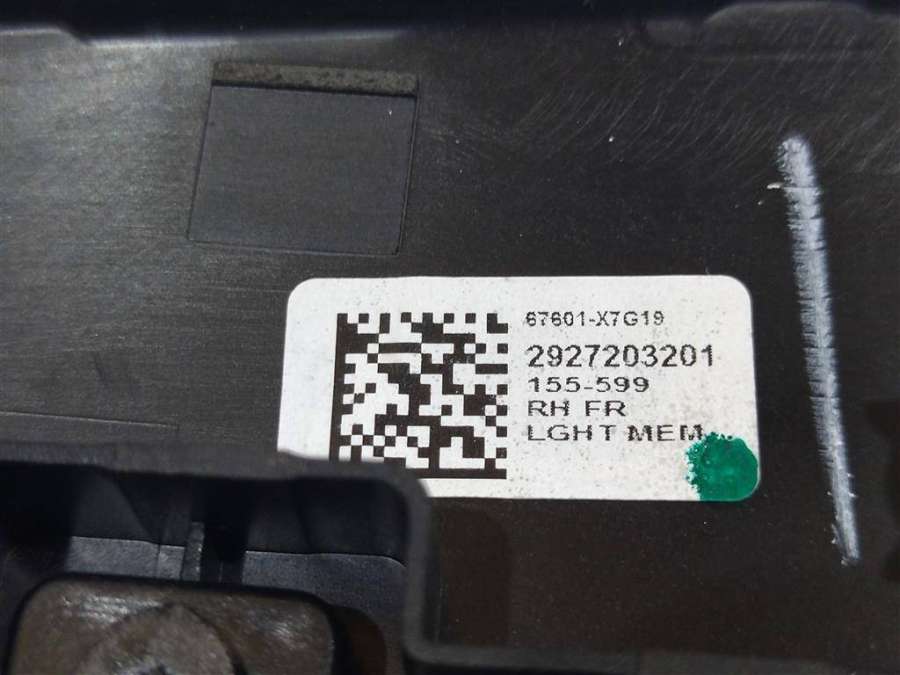 67601-X7G19
2927203201
155-599
RH FR
LGHT MEM